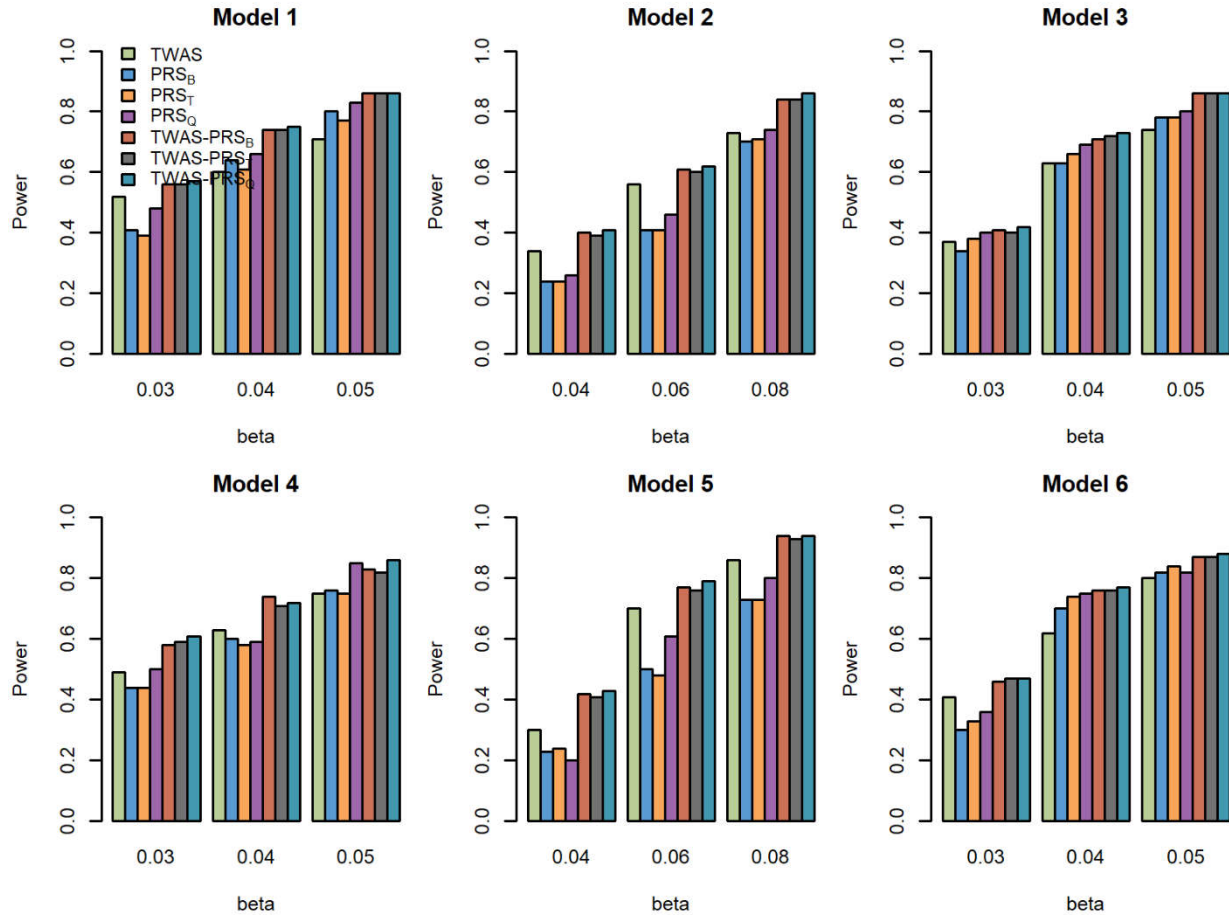 Model 1
1.0
0.8
0.6
0.4
0.2
0.0
Power
TWAS
PRS_B
PRS_T
PRS_Q
TWAS-PRS_B
TWAS-PRS_T
TWAS-PRS_Q
0.03 0.04 0.05
beta
Model 2
1.0
0.8
0.6
0.4
0.2
0.0
Power
0.04 0.06 0.08
beta
Model 3
1.0
0.8
0.6
0.4
0.2
0.0
Power
0.03 0.04 0.05
beta
Model 4
1.0
0.8
0.6
0.4
0.2
0.0
Power
0.03 0.04 0.05
beta
Model 5
1.0
0.8
0.6
0.4
0.2
0.0
Power
0.04 0.06 0.08
beta
Model 6
1.0
0.8
0.6
0.4
0.2
0.0
Power
0.03 0.04 0.05
beta